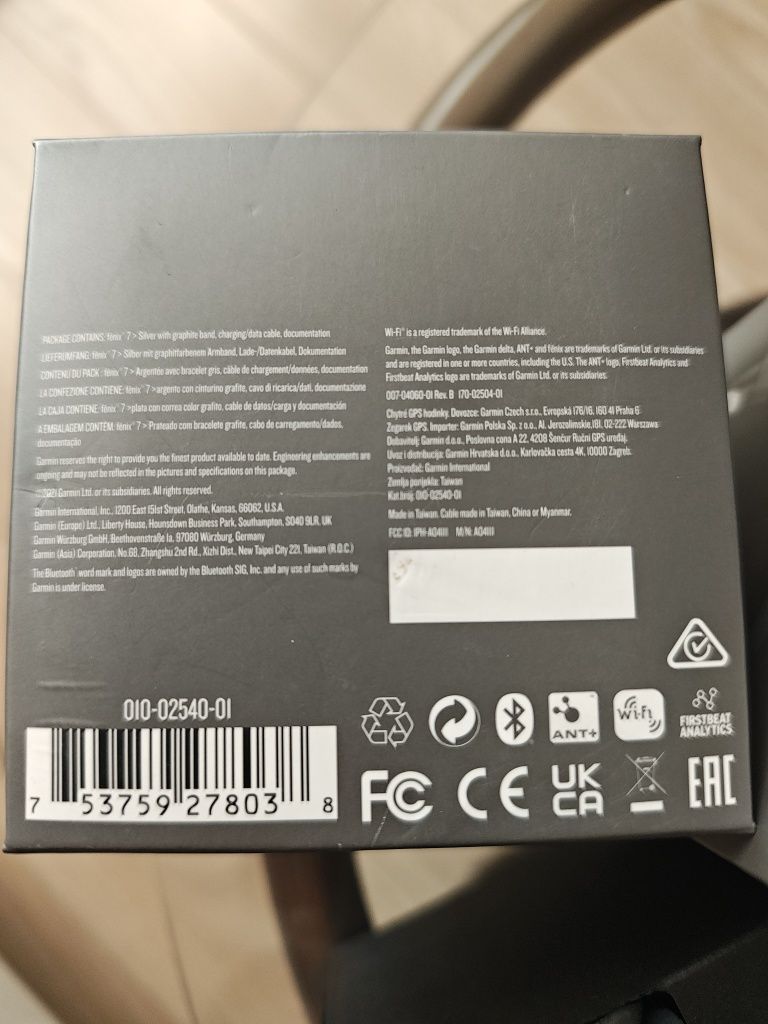 PACKAGE CONTAINS: fēnix® 7 > Silver with graphite band, charging/data cable, documentation
LIEFERUMFANG: fēnix® 7 > Silber mit graphitfarbenem Armband, Lade-/Datenkabel, Dokumentation
CONTENU DU PACK : fēnix® 7 > Argentée avec bracelet gris, câble de chargement/données, documentation
LA CONFEZIONE CONTIENE: fēnix® 7 > argento con cinturino grafite, cavo di ricarica/dati, documentazione
LA CAJA CONTIENE: fēnix® 7 > plata con correa color grafito, cable de datos/carga y documentación
A EMBALAGEM CONTÉM: fēnix® 7 > Prateado com bracelete grafite, cabo de carregamento/dados,
documentação
Garmin reserves the right to provide you the finest product available to date. Engineering enhancements are
ongoing and may not be reflected in the pictures and specifications on this package.
©2021 Garmin Ltd. or its subsidiaries. All rights reserved.
Garmin International, Inc., 1200 East 151st Street, Olathe, Kansas, 66062, U.S.A.
Garmin (Europe) Ltd., Liberty House, Hounsdown Business Park, Southampton, SO40 9LR, UK
Garmin Würzburg GmbH, Beethovenstraße 1a, 97080 Würzburg, Germany
Garmin (Asia) Corporation, No.68, Zhangshu 2nd Rd., Xizhi Dist., New Taipei City 221, Taiwan (R.O.C.)
The Bluetooth® word mark and logos are owned by the Bluetooth SIG, Inc. and any use of such marks by
Garmin is under license.
Wi-Fi® is a registered trademark of the Wi-Fi Alliance.
Garmin, the Garmin logo, the Garmin delta, ANT+ and fēnix are trademarks of Garmin Ltd. or its subsidiaries
and are registered in one or more countries, including the U.S. The ANT+ logo, Firstbeat Analytics and
Firstbeat Analytics logo are trademarks of Garmin Ltd. or its subsidiaries.
007-04060-01 Rev. B 170-02504-01
Chytré GPS hodinky. Dovozce: Garmin Czech s.r.o., Evropská 176/16, 160 41 Praha 6
Zegarek GPS. Importer: Garmin Polska Sp. z o.o., Al. Jerozolimskie 181, 02-222 Warszawa
Dobavitelj: Garmin d.o.o., Peslovna cona A 22, 4208 Šenčur Ručni GPS uređaj.
Uvoz i distribucija: Garmin Hrvatska d.o.o., Karlovačka cesta 4K, 10000 Zagreb.
Proizvođač: Garmin International
Zemlja porijekla: Taiwan
Kat.broj: 010-02540-01
Made in Taiwan. Cable made in Taiwan, China or Myanmar.
FCC ID: IPH-A04111 M/N: A04111
010-02540-01
7 53759 27803 8
ANT+
Wi-Fi
FIRSTBEAT
ANALYTICS
FC CE UK
CA
EAC